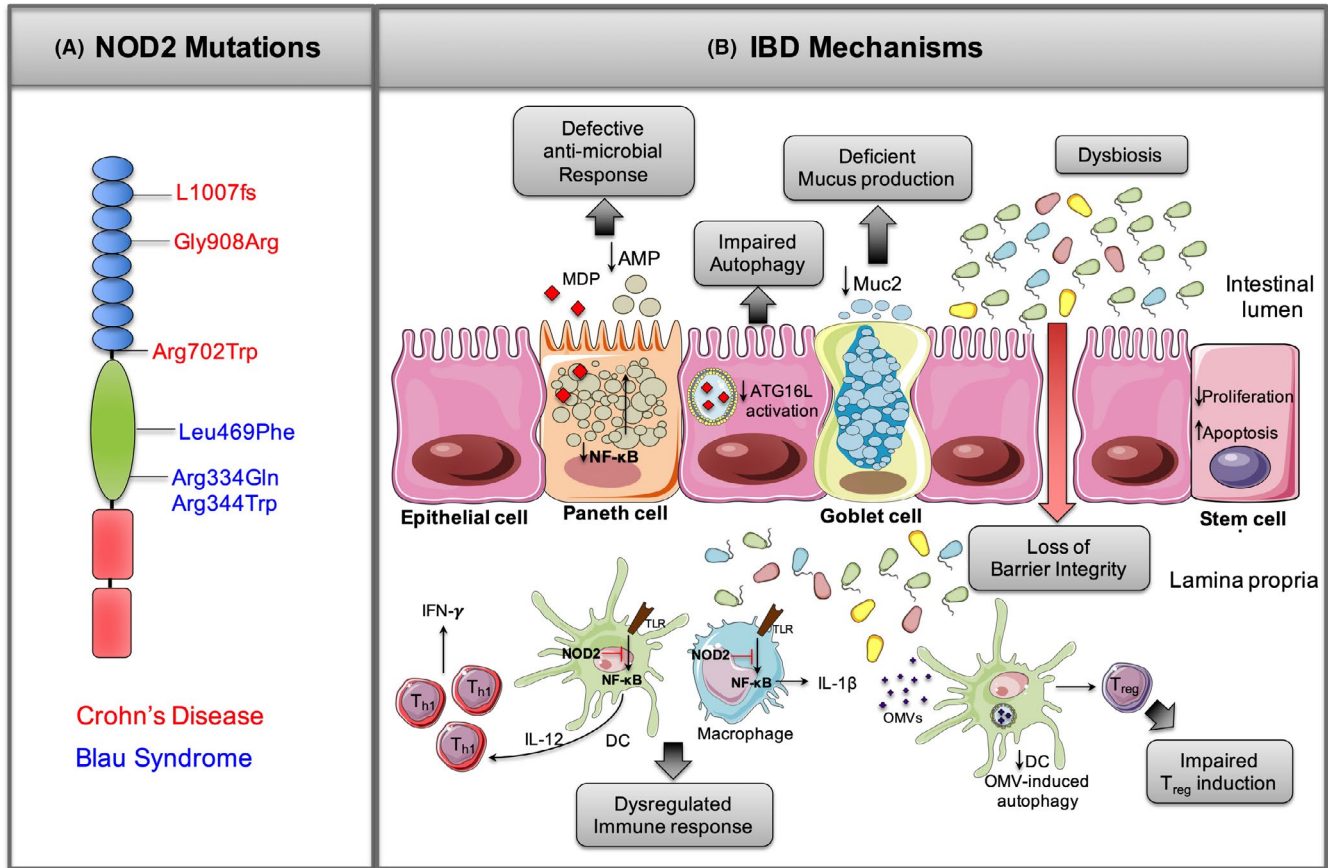 (A) NOD2 Mutations
L1007fs
Gly908Arg
Arg702Trp
Leu469Phe
Arg334Gln
Arg344Trp
Crohn's Disease
Blau Syndrome
(B) IBD Mechanisms
Defective
anti-microbial
Response
Deficient
Mucus production
Dysbiosis
Impaired
Autophagy
↓AMP
MDP
↓Muc2
Intestinal
lumen
↓ATG16L
activation
↓NF-κB
↓Proliferation
↑Apoptosis
Epithelial cell
Paneth cell
Goblet cell
Stem cell
Loss of
Barrier Integrity
Lamina propria
IFN-γ
Th1
Th1
Th1
IL-12
TLR
NOD2
NF-κB
DC
TLR
NOD2
NF-κB
IL-1β
Macrophage
OMVs
Treg
↓DC
OMV-induced
autophagy
Impaired
Treg induction
Dysregulated
Immune response